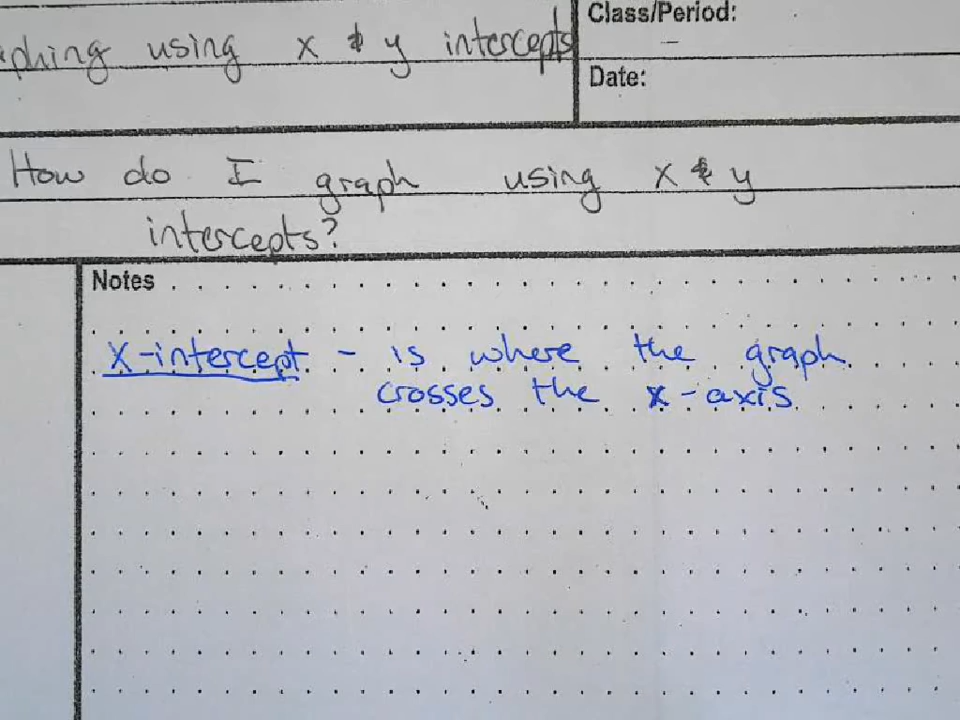 using x & y intercepts
Class/Period:
Date:
How do I graph using x & y
intercepts?
Notes
x-intercept - is where the graph
crosses the x-axis